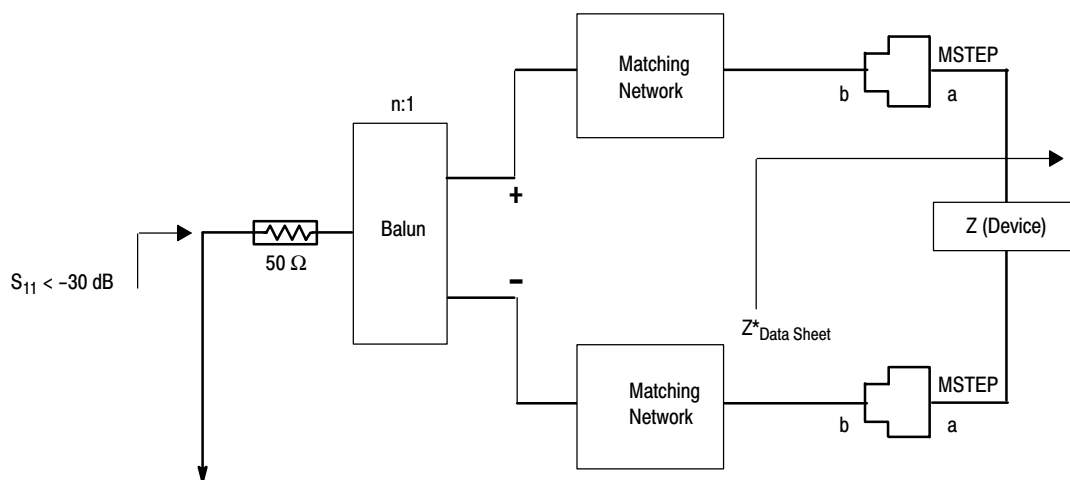 Matching
Network
MSTEP
b
a
n:1
+
Balun
50 Ω
Z (Device)
S11 < –30 dB
–
Z*Data Sheet
Matching
Network
MSTEP
b
a